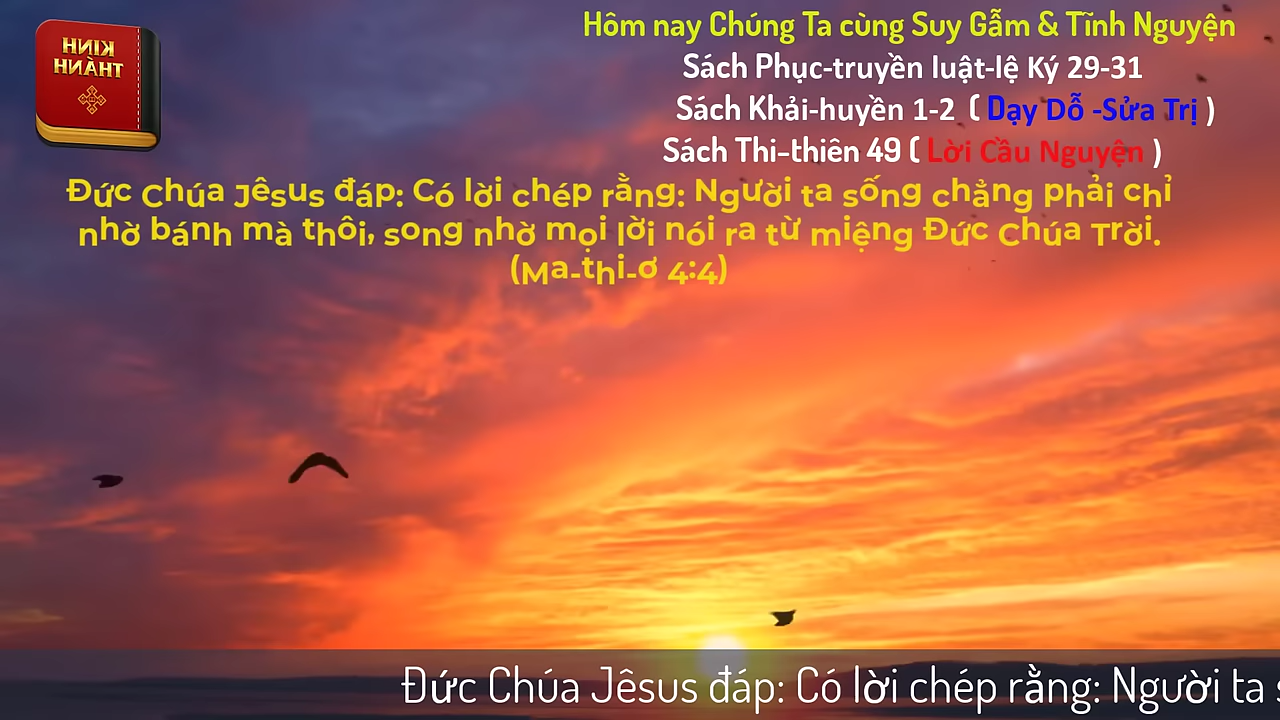 KINH
THÀNH
Hôm nay Chúng Ta cùng Suy Gẫm & Tĩnh Nguyện
Sách Phục-truyền luật-lệ Ký 29-31
Sách Khải-huyền 1-2 ( Dạy Dỗ -Sửa Trị )
Sách Thi-thiên 49 ( Lời Cầu Nguyện )
Đức Chúa Jêsus đáp: Có lời chép rằng: Người ta sống chẳng phải chỉ
nhờ bánh mà thôi, song nhờ mọi lời nói ra từ miệng Đức Chúa Trời.
(Ma-thi-ơ 4:4)
Đức Chúa Jêsus đáp: Có lời chép rằng: Người ta